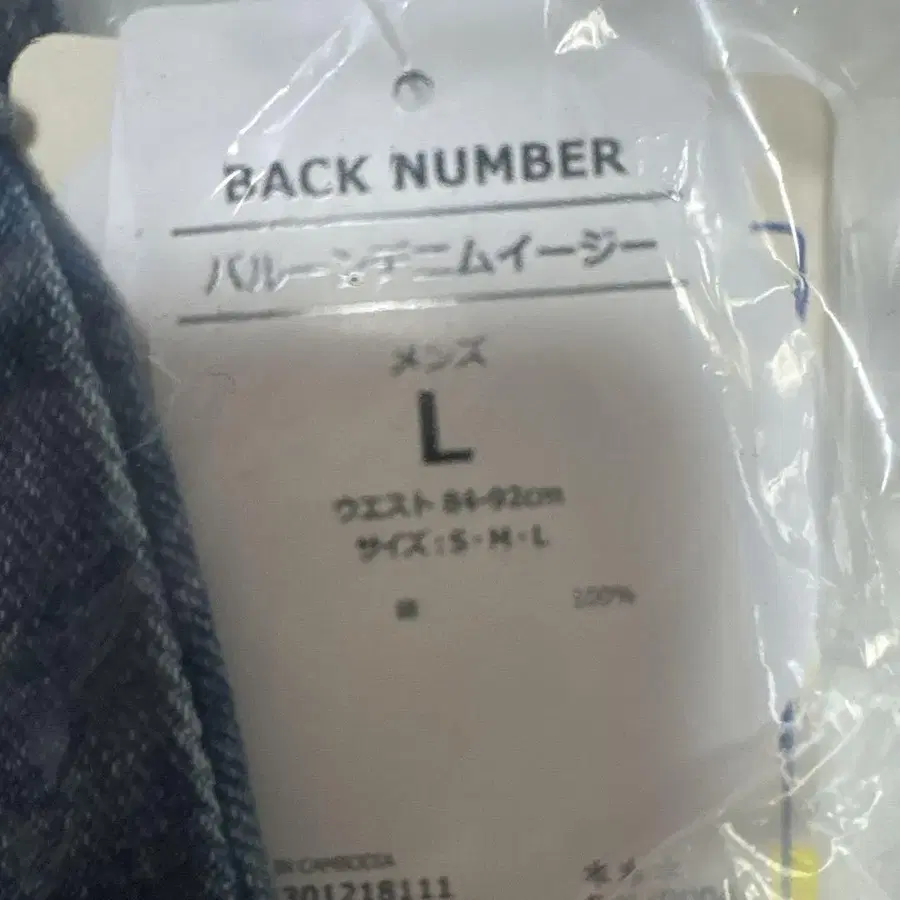 BACK NUMBER
バルーンデニムイージー
メンズ
L
ウエスト 84-92cm
サイズ:S・M・L
綿 100%
IN CAMBODIA
301218111